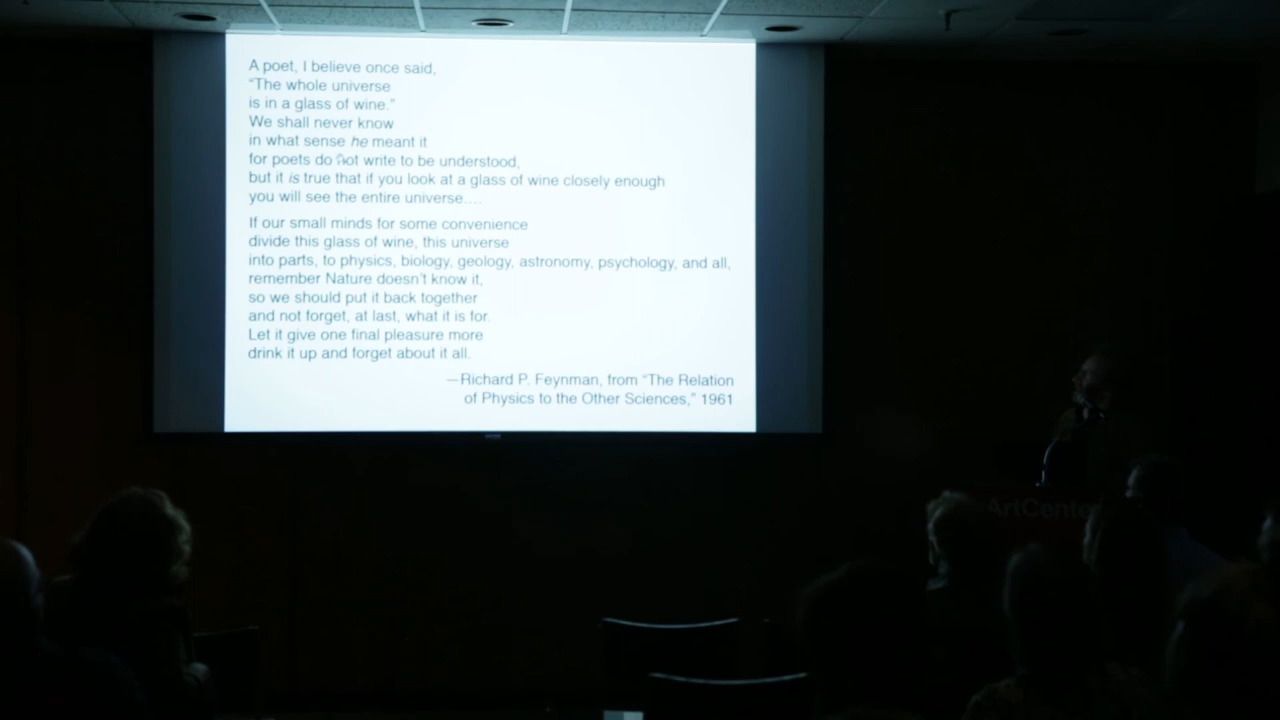 A poet, I believe once said,
“The whole universe
is in a glass of wine.”
We shall never know
in what sense he meant it
for poets do not write to be understood,
but it is true that if you look at a glass of wine closely enough
you will see the entire universe....
If our small minds for some convenience
divide this glass of wine, this universe
into parts, to physics, biology, geology, astronomy, psychology, and all,
remember Nature doesn’t know it,
so we should put it back together
and not forget, at last, what it is for.
Let it give one final pleasure more
drink it up and forget about it all.
—Richard P. Feynman, from “The Relation
of Physics to the Other Sciences,” 1961
ArtCenter